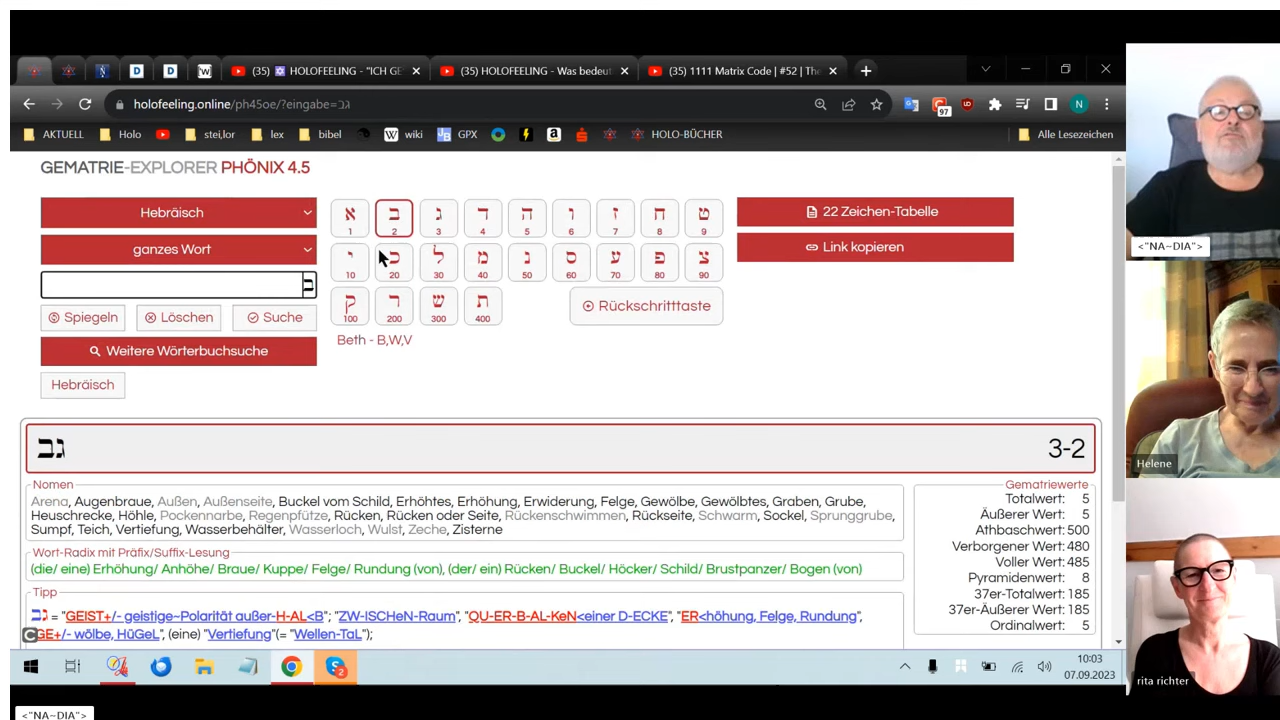 (35) HOLOFEELING - "ICH GE
(35) HOLOFEELING - Was bedeut
(35) 1111 Matrix Code | #52 | The
holofeeling.online/ph45oe/?eingabe=גב
97
N
AKTUELL Holo stei,lor lex bibel wiki GPX HOLO-BÜCHER Alle Lesezeichen
GEMATRIE-EXPLORER PHÖNIX 4.5
Hebräisch
ganzes Wort
ב
Spiegeln Löschen Suche
Weitere Wörterbuchsuche
Hebräisch
א ב ג ד ה ו ז ח ט
1 2 3 4 5 6 7 8 9
י כ ל מ נ ס ע פ צ
10 20 30 40 50 60 70 80 90
ק ר ש ת
100 200 300 400
Rückschritttaste
Beth - B,W,V
22 Zeichen-Tabelle
Link kopieren
גב 3-2
Nomen
Arena, Augenbraue, Außen, Außenseite, Buckel vom Schild, Erhöhtes, Erhöhung, Erwiderung, Felge, Gewölbe, Gewölbtes, Graben, Grube,
Heuschrecke, Höhle, Pockennarbe, Regenpfütze, Rücken, Rücken oder Seite, Rückenschwimmen, Rückseite, Schwarm, Sockel, Sprunggrube,
Sumpf, Teich, Vertiefung, Wasserbehälter, Wasserloch, Wulst, Zeche, Zisterne
Wort-Radix mit Präfix/Suffix-Lesung
(die/ eine) Erhöhung/ Anhöhe/ Braue/ Kuppe/ Felge/ Rundung (von), (der/ ein) Rücken/ Buckel/ Höcker/ Schild/ Brustpanzer/ Bogen (von)
Tipp
גב = "GEIST+/- geistige~Polarität außer-H-AL<B"; "ZW-ISCHeN-Raum", "QU-ER-B-AL-KeN<einer D-ECKE", "ER<höhung, Felge, Rundung",
GE+/- wölbe, HüGeL", (eine) "Vertiefung"(= "Wellen-TaL");
Gematriewerte
Totalwert: 5
Äußerer Wert: 5
Athbaschwert: 500
Verborgener Wert: 480
Voller Wert: 485
Pyramidenwert: 8
37er-Totalwert: 185
37er-Äußerer Wert: 185
Ordinalwert: 5
10:03
07.09.2023
<"NA~DIA">
Helene
rita richter
<"NA~DIA">